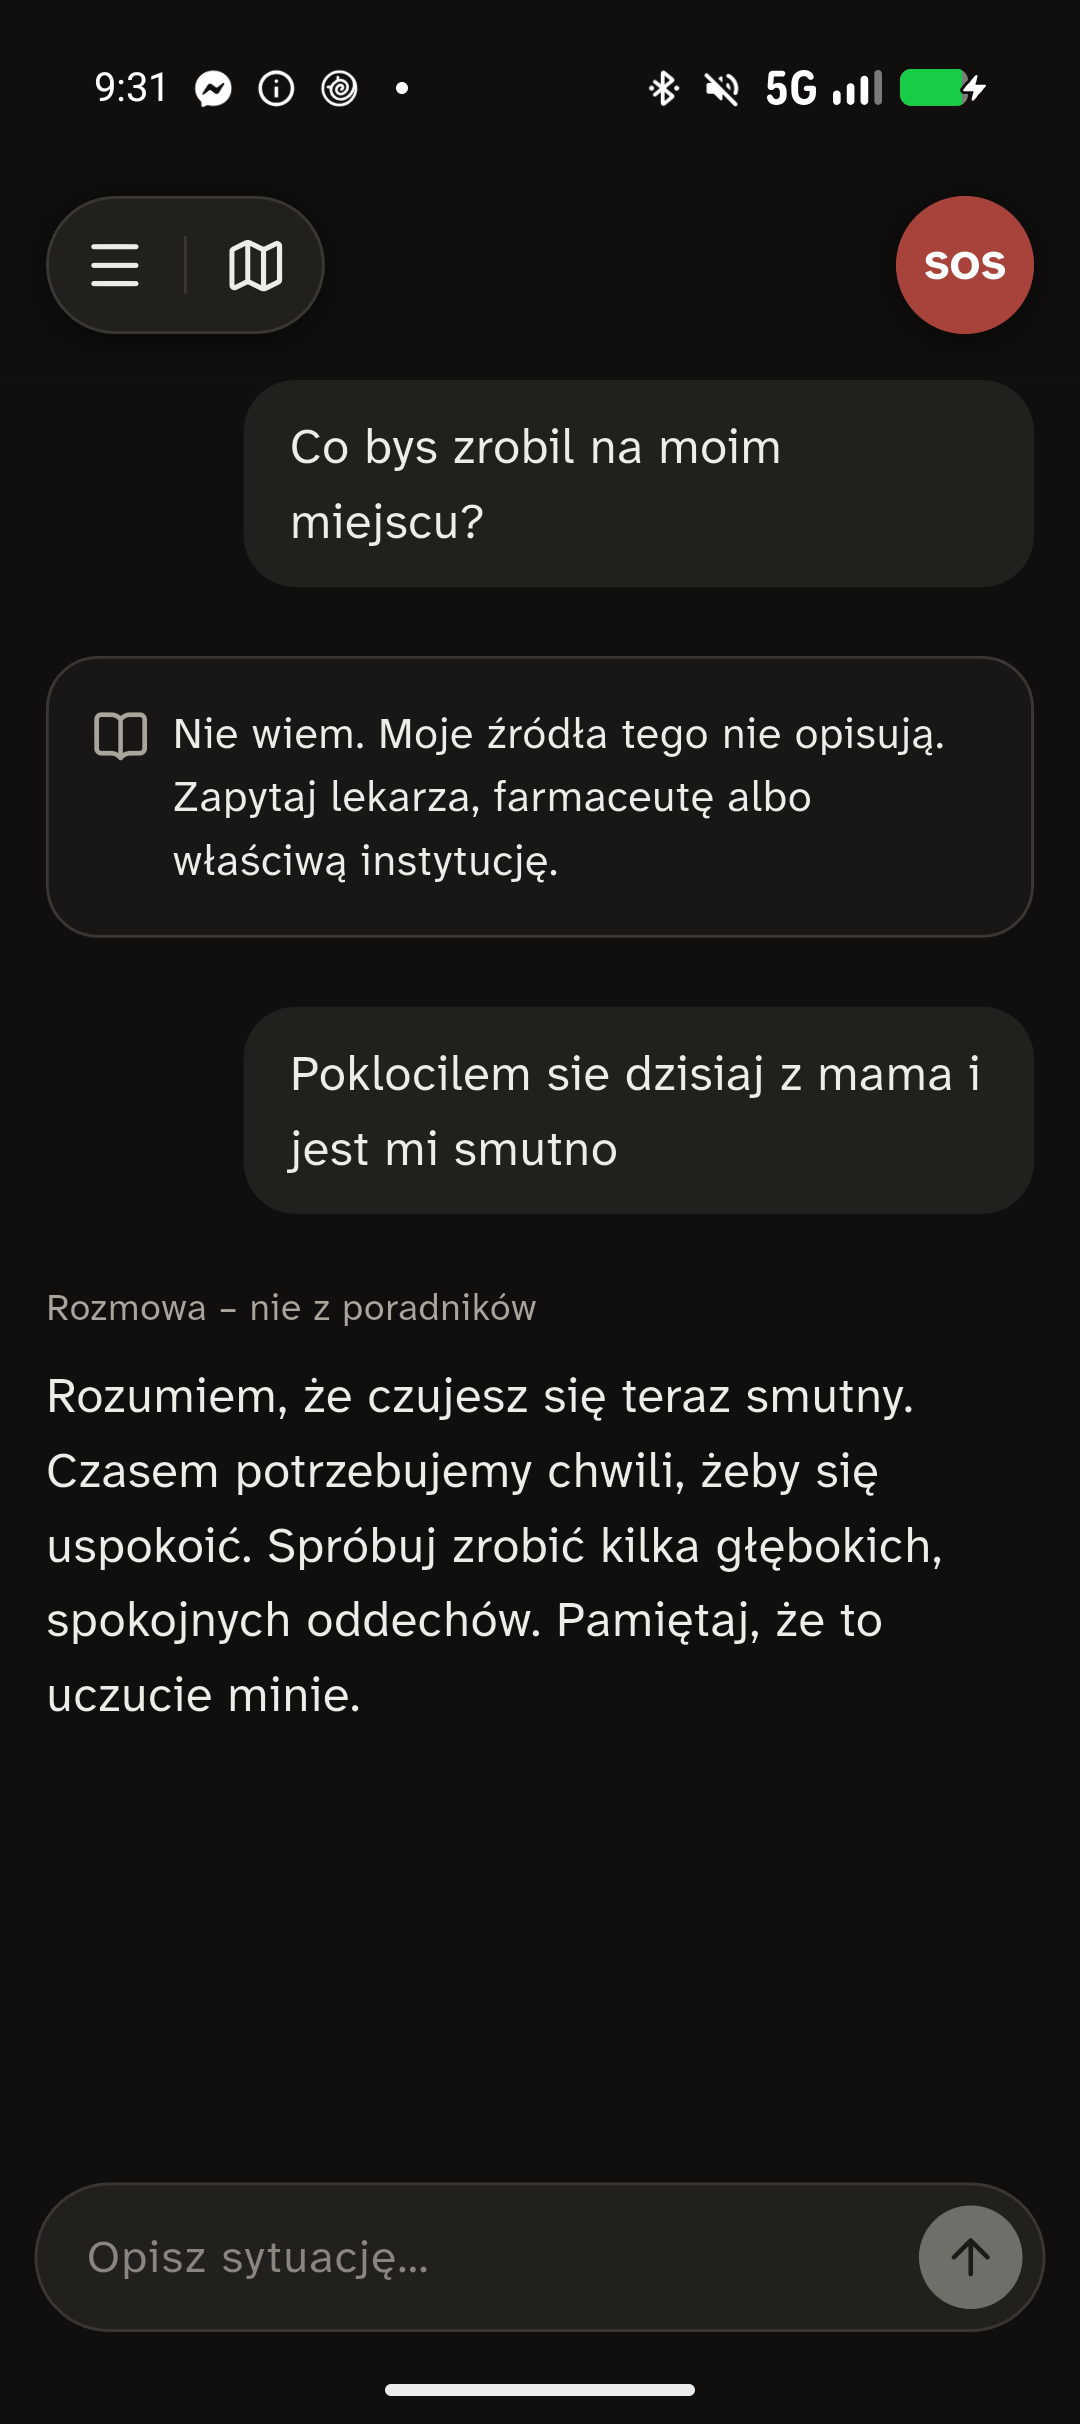 9:31
5G
SOS
Co bys zrobil na moim
miejscu?
Nie wiem. Moje źródła tego nie opisują.
Zapytaj lekarza, farmaceutę albo
właściwą instytucję.
Poklocilem sie dzisiaj z mama i
jest mi smutno
Rozmowa – nie z poradników
Rozumiem, że czujesz się teraz smutny.
Czasem potrzebujemy chwili, żeby się
uspokoić. Spróbuj zrobić kilka głębokich,
spokojnych oddechów. Pamiętaj, że to
uczucie minie.
Opisz sytuację...